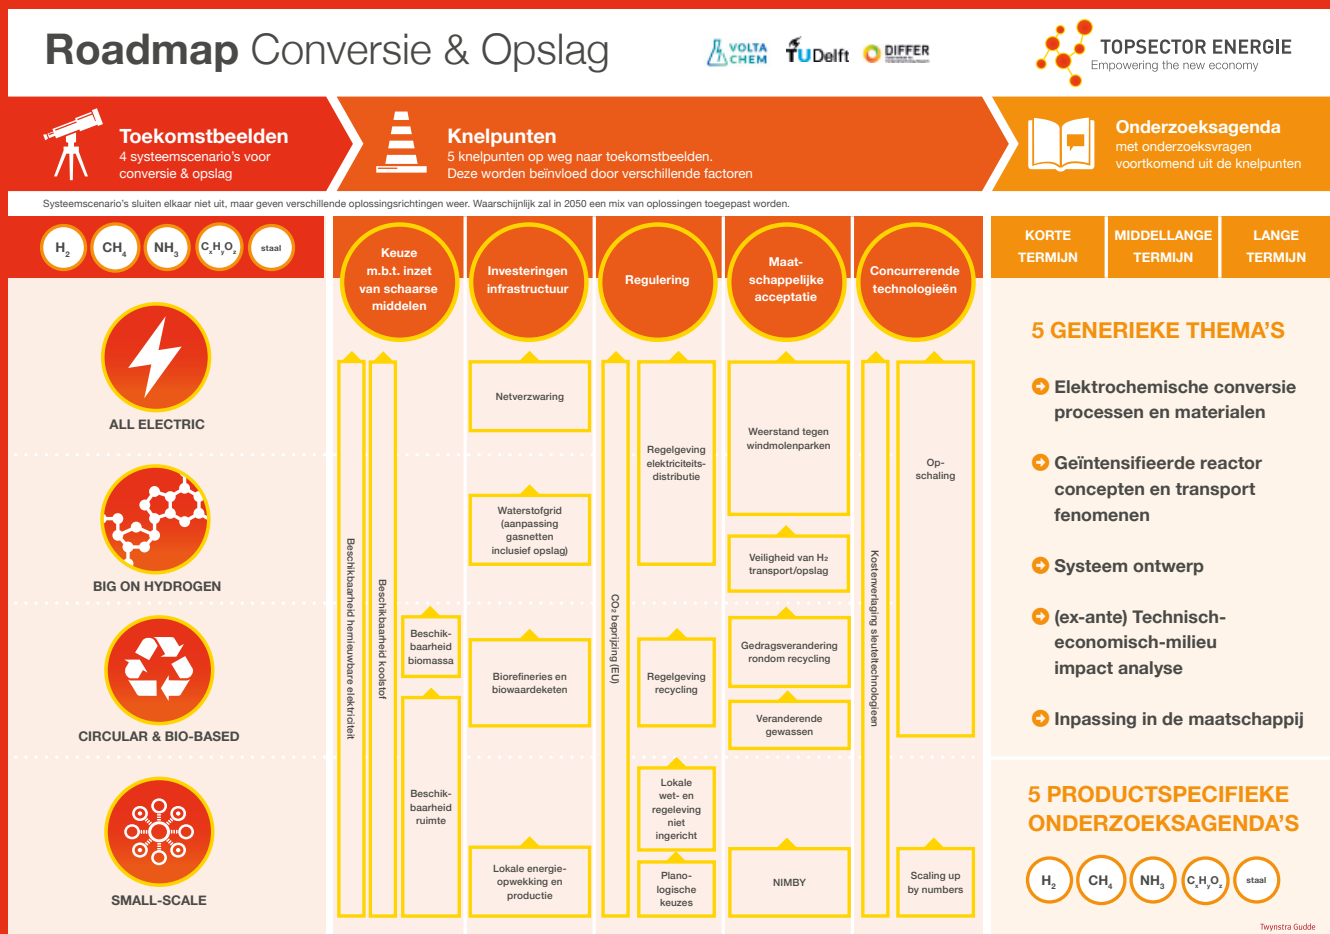 Roadmap Conversie & Opslag
VOLTA
CHEM
TU Delft
DIFFER
TOPSECTOR ENERGIE
Empowering the new economy
Toekomstbeelden
4 systeemscenario's voor
conversie & opslag
Knelpunten
5 knelpunten op weg naar toekomstbeelden.
Deze worden beïnvloed door verschillende factoren
Onderzoeksagenda
met onderzoeksvragen
voortkomend uit de knelpunten
Systeemscenario's sluiten elkaar niet uit, maar geven verschillende oplossingsrichtingen weer. Waarschijnlijk zal in 2050 een mix van oplossingen toegepast worden.
H2
CH4
NH3
CxHyOz
staal
ALL ELECTRIC
BIG ON HYDROGEN
CIRCULAR & BIO-BASED
SMALL-SCALE
Keuze
m.b.t. inzet
van schaarse
middelen
Beschikbaarheid hernieuwbare elektriciteit
Beschikbaarheid koolstof
Beschik-
baarheid
biomassa
Beschik-
baarheid
ruimte
Investeringen
infrastructuur
Netverzwaring
Waterstofgrid
(aanpassing
gasnetten
inclusief opslag)
Biorefineries en
biowaardeketen
Lokale energie-
opwekking en
productie
Regulering
CO2 beprijzing (EU)
Regelgeving
elektriciteits-
distributie
Regelgeving
recycling
Lokale
wet- en
regeleving
niet
ingericht
Plano-
logische
keuzes
Maat-
schappelijke
acceptatie
Weerstand tegen
windmolenparken
Veiligheid van H2
transport/opslag
Gedragsverandering
rondom recycling
Veranderende
gewassen
NIMBY
Concurrerende
technologieën
Kostenverlaging sleuteltechnologieen
Op-
schaling
Scaling up
by numbers
KORTE
TERMIJN
MIDDELLANGE
TERMIJN
LANGE
TERMIJN
5 GENERIEKE THEMA'S
Elektrochemische conversie
processen en materialen
Geïntensifieerde reactor
concepten en transport
fenomenen
Systeem ontwerp
(ex-ante) Technisch-
economisch-milieu
impact analyse
Inpassing in de maatschappij
5 PRODUCTSPECIFIEKE
ONDERZOEKSAGENDA'S
H2
CH4
NH3
CxHyOz
staal
Twynstra Gudde